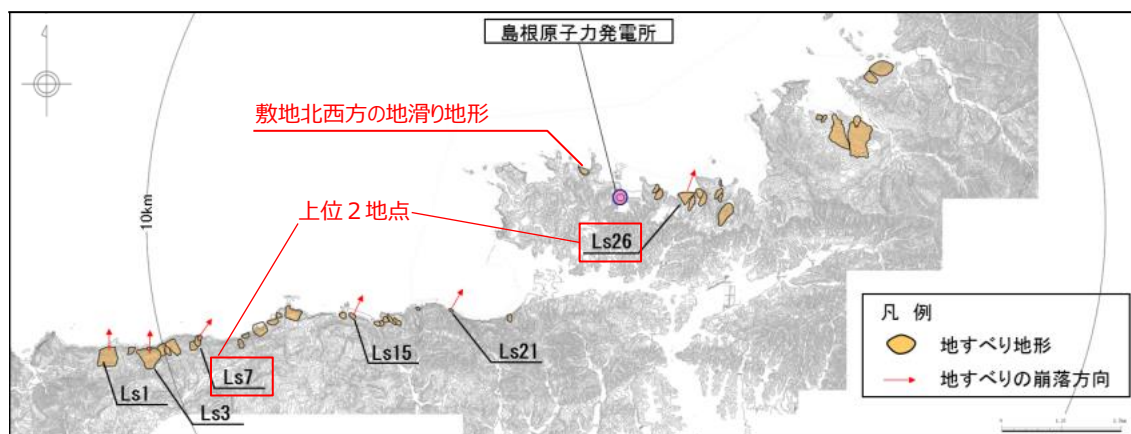 島根原子力発電所
敷地北西方の地滑り地形
10km
上位2地点
Ls26
Ls15
Ls21
Ls7
Ls1
Ls3
凡 例
地すべり地形
地すべりの崩落方向